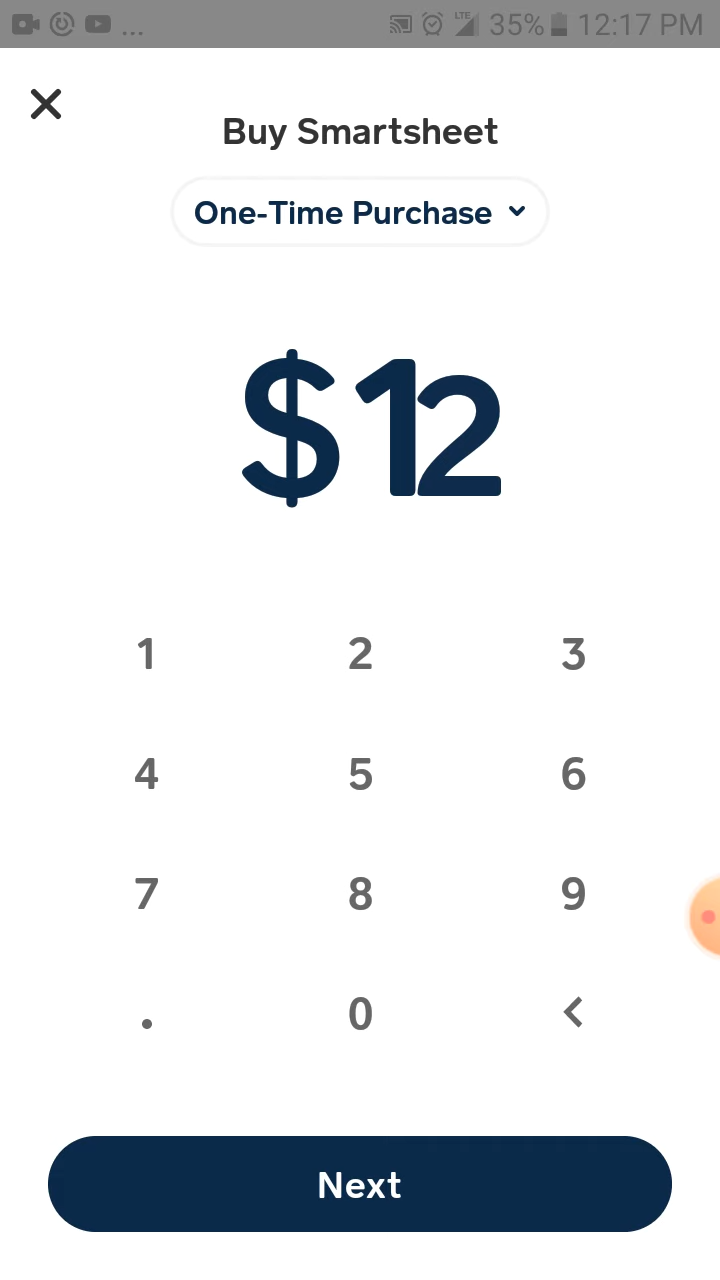 ... LTE 35% 12:17 PM
Buy Smartsheet
One-Time Purchase
$12
1 2 3
4 5 6
7 8 9
. 0 <
Next